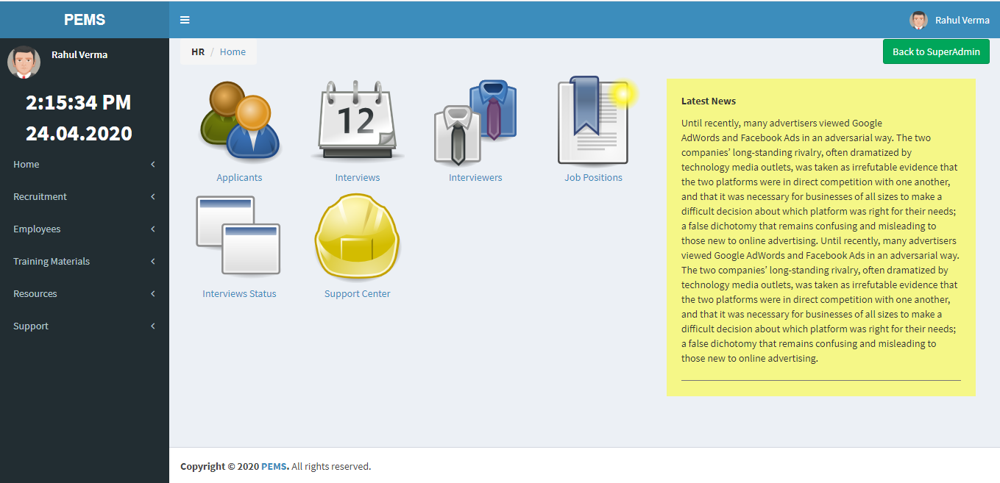 PEMS
Rahul Verma
Rahul Verma
2:15:34 PM
24.04.2020
Home
Recruitment
Employees
Training Materials
Resources
Support
HR / Home
Back to SuperAdmin
12
Applicants
Interviews
Interviewers
Job Positions
Interviews Status
Support Center
Latest News
Until recently, many advertisers viewed Google
AdWords and Facebook Ads in an adversarial way. The two
companies’ long-standing rivalry, often dramatized by
technology media outlets, was taken as irrefutable evidence that
the two platforms were in direct competition with one another,
and that it was necessary for businesses of all sizes to make a
difficult decision about which platform was right for their needs;
a false dichotomy that remains confusing and misleading to
those new to online advertising. Until recently, many advertisers
viewed Google AdWords and Facebook Ads in an adversarial way.
The two companies’ long-standing rivalry, often dramatized by
technology media outlets, was taken as irrefutable evidence that
the two platforms were in direct competition with one another,
and that it was necessary for businesses of all sizes to make a
difficult decision about which platform was right for their needs;
a false dichotomy that remains confusing and misleading to
those new to online advertising.
Copyright © 2020 PEMS. All rights reserved.